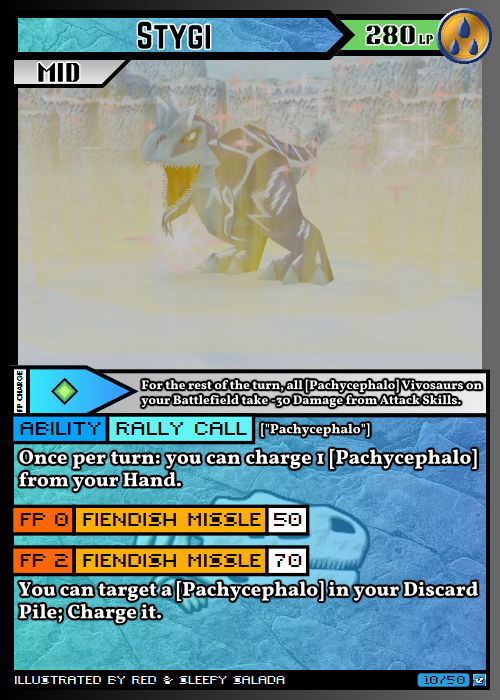 STYGI
280 LP
MID
FP CHARGE
For the rest of the turn, all [Pachycephalo] Vivosaurs on
your Battlefield take -30 Damage from Attack Skills.
ABILITY RALLY CALL ["Pachycephalo"]
Once per turn: you can charge 1 [Pachycephalo]
from your Hand.
FP 0 FIENDISH MISSLE 50
FP 2 FIENDISH MISSLE 70
You can target a [Pachycephalo] in your Discard
Pile; Charge it.
ILLUSTRATED BY RED & SLEEPY SALADA
10/50